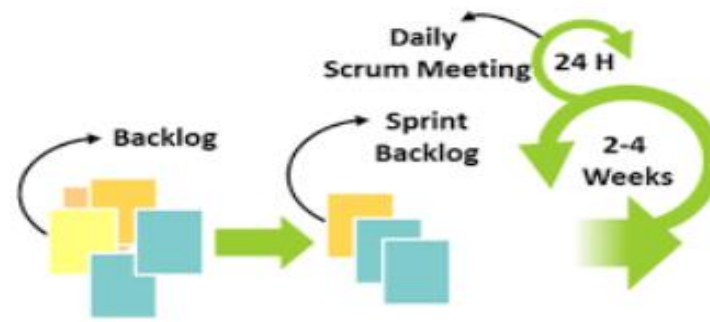 Daily
Scrum Meeting
24 H
Backlog
Sprint
Backlog
2-4
Weeks